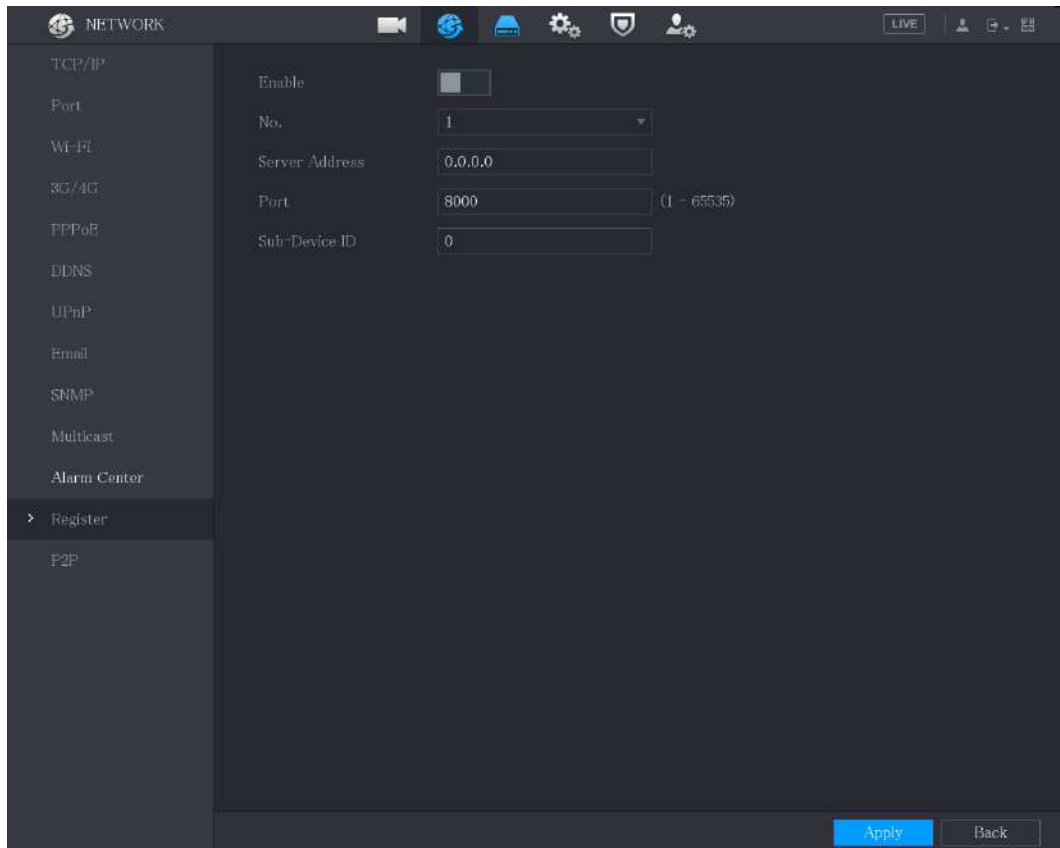 NETWORK
LIVE
TCP/IP
Port
Wi-Fi
3G/4G
PPPoE
DDNS
UPnP
Email
SNMP
Multicast
Alarm Center
Register
P2P
Enable
No. 1
Server Address 0.0.0.0
Port 8000 (1 - 65535)
Sub-Device ID 0
Apply Back